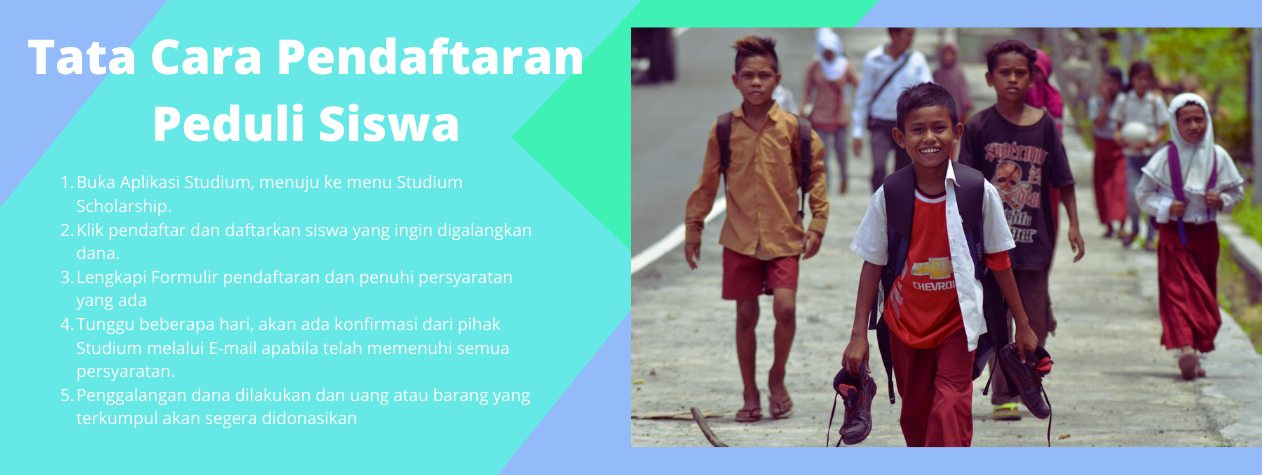 Tata Cara Pendaftaran
Peduli Siswa
1. Buka Aplikasi Studium, menuju ke menu Studium
Scholarship.
2. Klik pendaftar dan daftarkan siswa yang ingin digalangkan
dana.
3. Lengkapi Formulir pendaftaran dan penuhi persyaratan
yang ada
4. Tunggu beberapa hari, akan ada konfirmasi dari pihak
Studium melalui E-mail apabila telah memenuhi semua
persyaratan.
5. Penggalangan dana dilakukan dan uang atau barang yang
terkumpul akan segera didonasikan